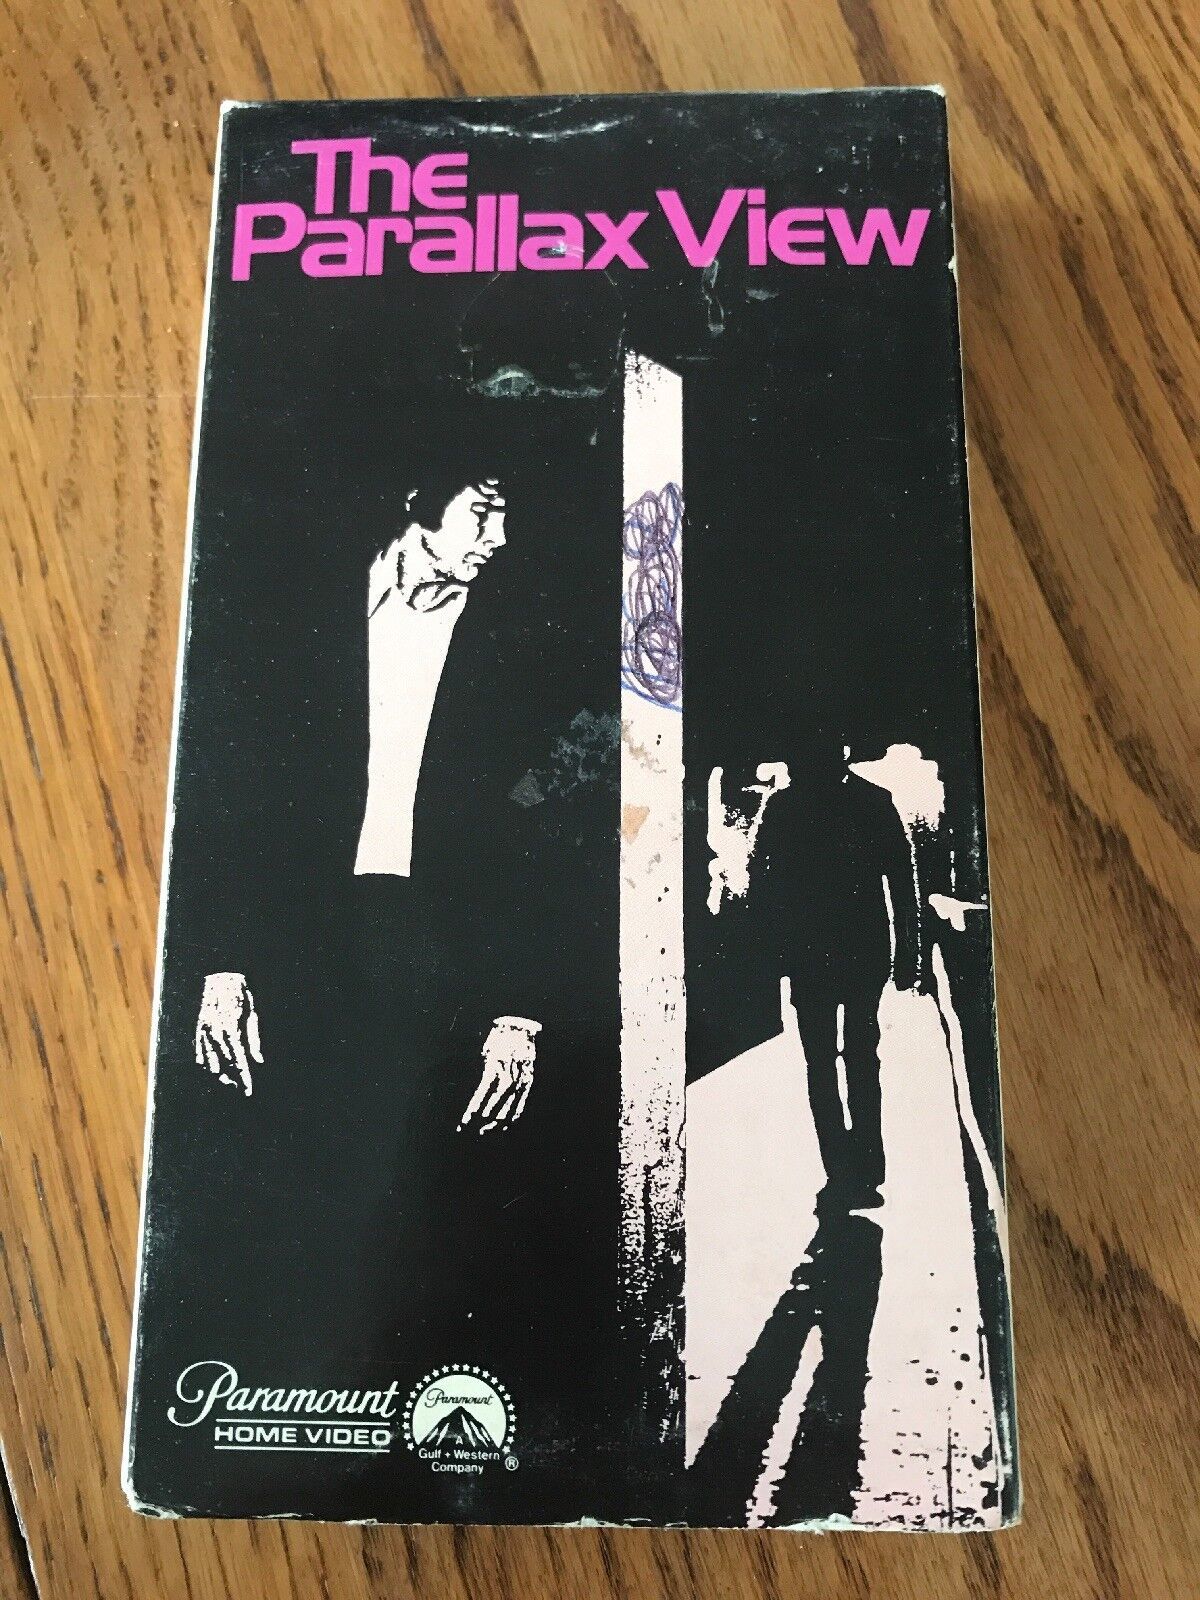 The
Parallax View
Paramount
HOME VIDEO
Paramount
A
Gulf + Western
Company
®